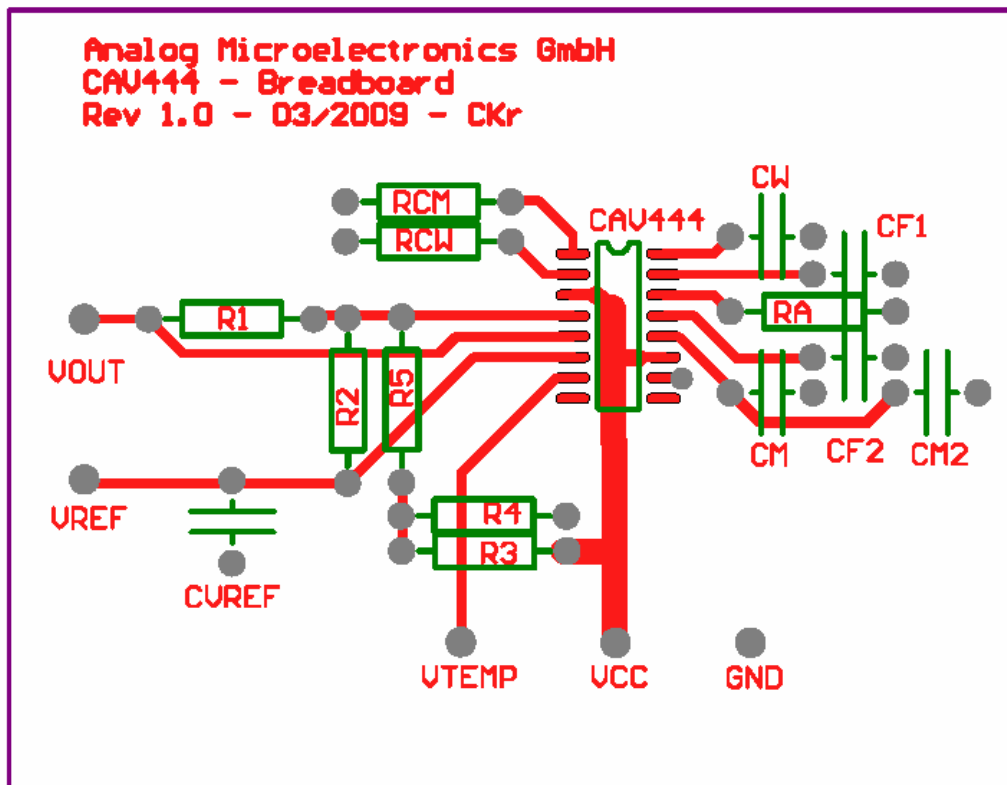 Analog Microelectronics GmbH
CAV444 - Breadboard
Rev 1.0 - 03/2009 - CKr
CW
RCM
CAV444
CF1
RCW
R1
RA
VOUT
R2
R5
CM
CF2
CM2
VREF
R4
R3
CVREF
VTEMP
VCC
GND